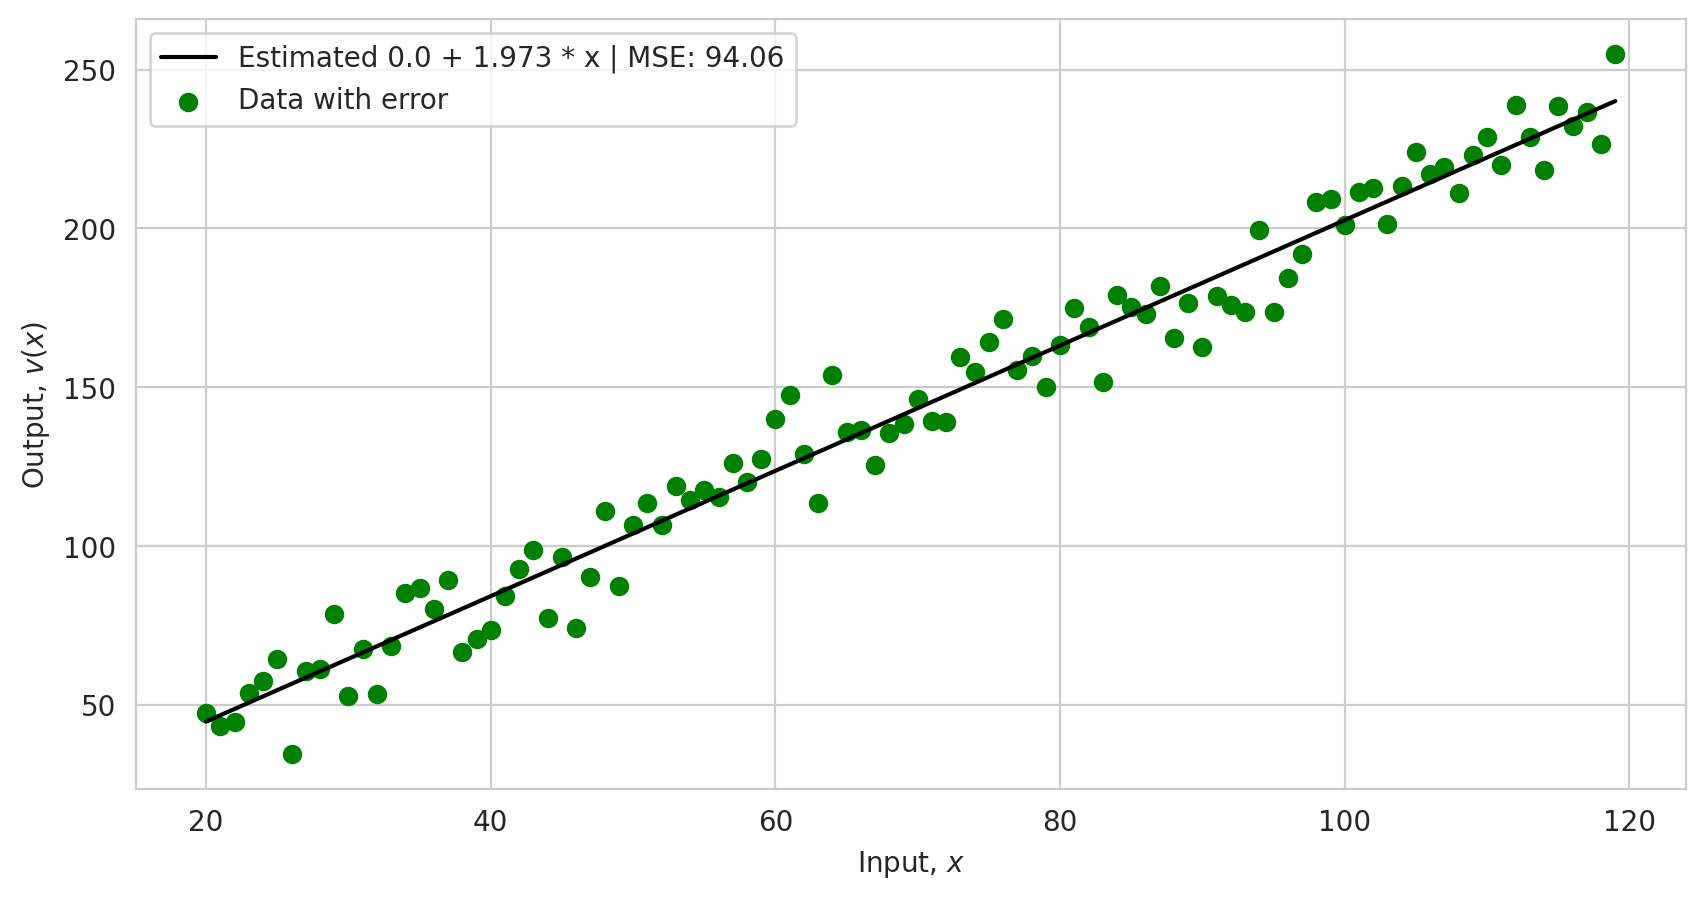 Estimated 0.0 + 1.973 * x | MSE: 94.06
Data with error
250
200
150
100
50
Output, v(x)
20 40 60 80 100 120
Input, x